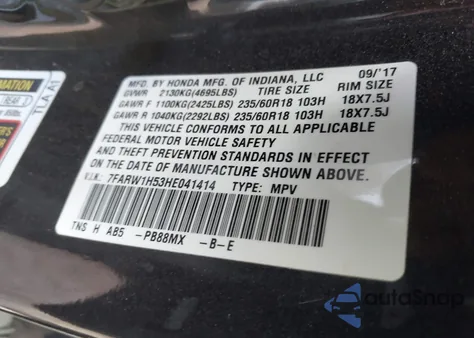 MFD. BY HONDA MFG. OF INDIANA, LLC 09/'17
GVWR 2130KG(4695LBS) TIRE SIZE RIM SIZE
GAWR F 1100KG(2425LBS) 235/60R18 103H 18X7.5J
GAWR R 1040KG(2292LBS) 235/60R18 103H 18X7.5J
THIS VEHICLE CONFORMS TO ALL APPLICABLE
FEDERAL MOTOR VEHICLE SAFETY
AND THEFT PREVENTION STANDARDS IN EFFECT
ON THE DATE OF MANUFACTURE SHOWN ABOVE.
V.I.N.: 7FARW1H53HE041414 TYPE: MPV
TNS H AB5 -PB88MX -B-E
REAR
TLA A
AutoSnap